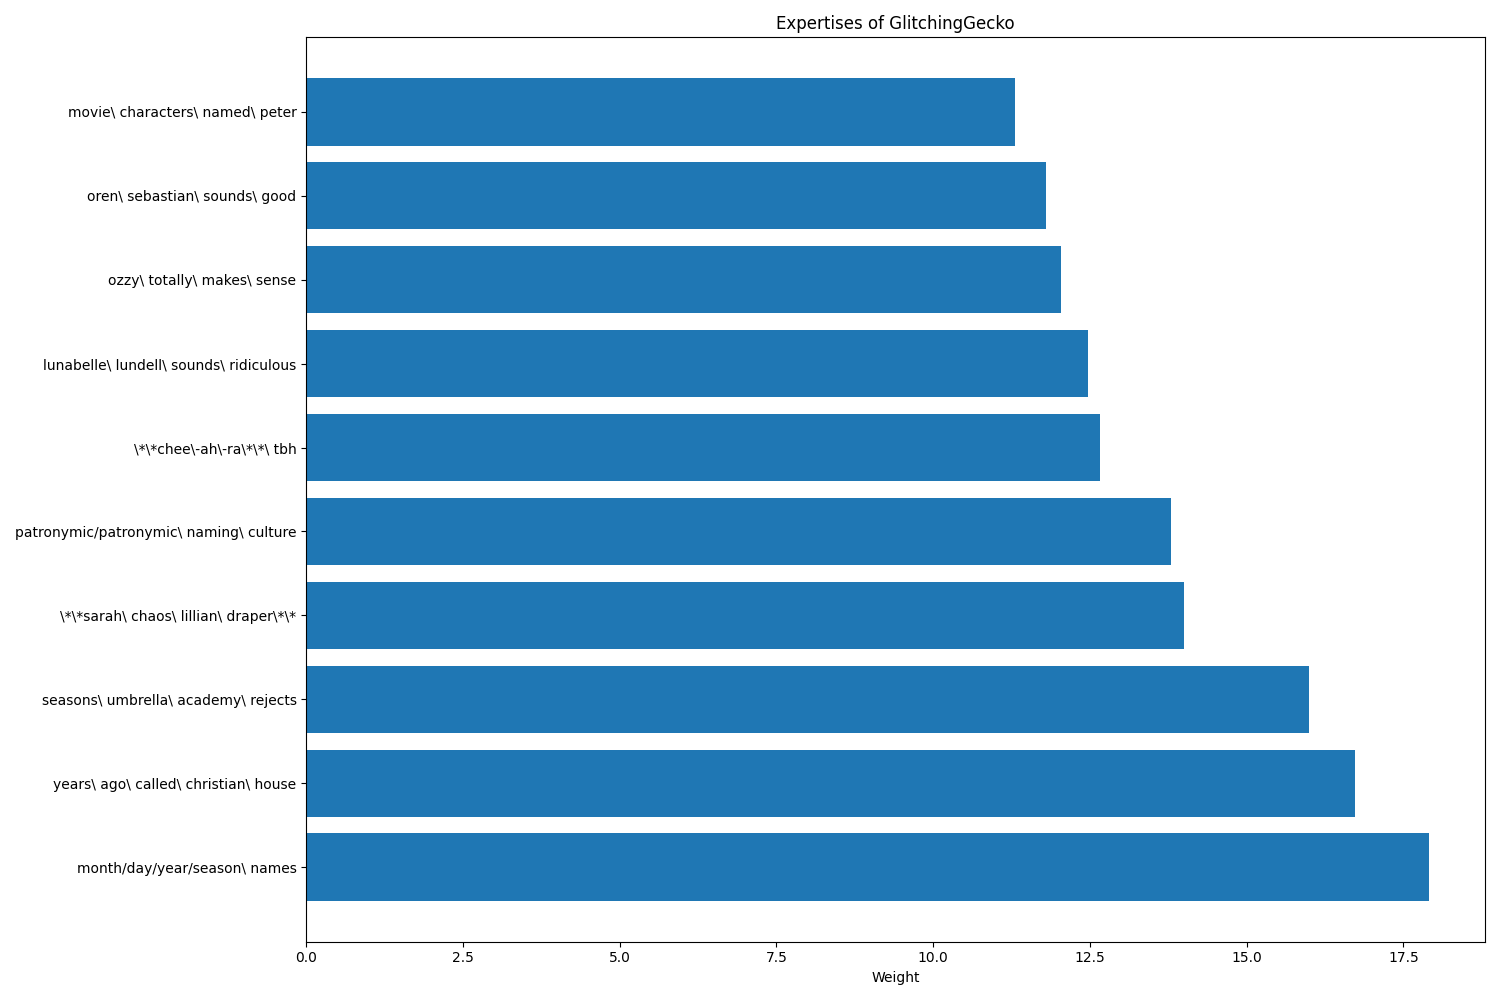 Expertises of GlitchingGecko
movie\ characters\ named\ peter
oren\ sebastian\ sounds\ good
ozzy\ totally\ makes\ sense
lunabelle\ lundell\ sounds\ ridiculous
\*\*chee\-ah\-ra\*\*\ tbh
patronymic/patronymic\ naming\ culture
\*\*sarah\ chaos\ lillian\ draper\*\*
seasons\ umbrella\ academy\ rejects
years\ ago\ called\ christian\ house
month/day/year/season\ names
0.0 2.5 5.0 7.5 10.0 12.5 15.0 17.5
Weight